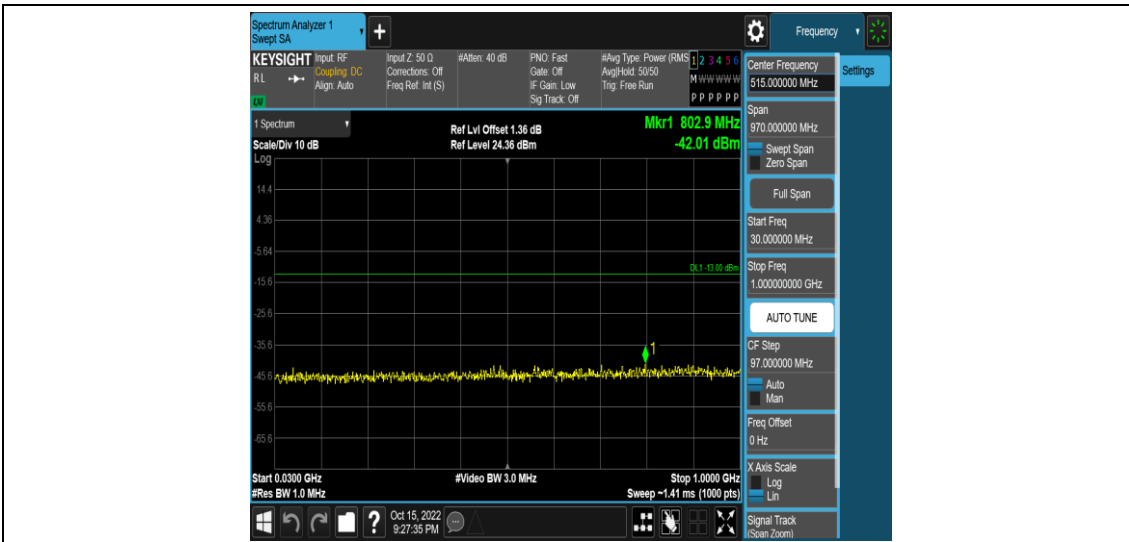 Spectrum Analyzer 1
Swept SA
+
Frequency
KEYSIGHT
RL
LXI
Input: RF
Coupling: DC
Align: Auto
Input Z: 50 Ω
Corrections: Off
Freq Ref: Int (S)
#Atten: 40 dB
PNO: Fast
Gate: Off
IF Gain: Low
Sig Track: Off
#Avg Type: Power (RMS
Avg|Hold: 50/50
Trig: Free Run
1 2 3 4 5 6
M W W W W W
P P P P P P
1 Spectrum
Scale/Div 10 dB
Ref Lvl Offset 1.36 dB
Ref Level 24.36 dBm
Mkr1 802.9 MHz
-42.01 dBm
Log
14.4
4.36
-5.64
DL1 -13.00 dBm
-15.6
-25.6
-35.6
1
-45.6
-55.6
-65.6
Start 0.0300 GHz
#Res BW 1.0 MHz
#Video BW 3.0 MHz
Stop 1.0000 GHz
Sweep ~1.41 ms (1000 pts)
?
Oct 15, 2022
9:27:35 PM
Center Frequency
515.000000 MHz
Settings
Span
970.000000 MHz
Swept Span
Zero Span
Full Span
Start Freq
30.000000 MHz
Stop Freq
1.000000000 GHz
AUTO TUNE
CF Step
97.000000 MHz
Auto
Man
Freq Offset
0 Hz
X Axis Scale
Log
Lin
Signal Track
(Span Zoom)